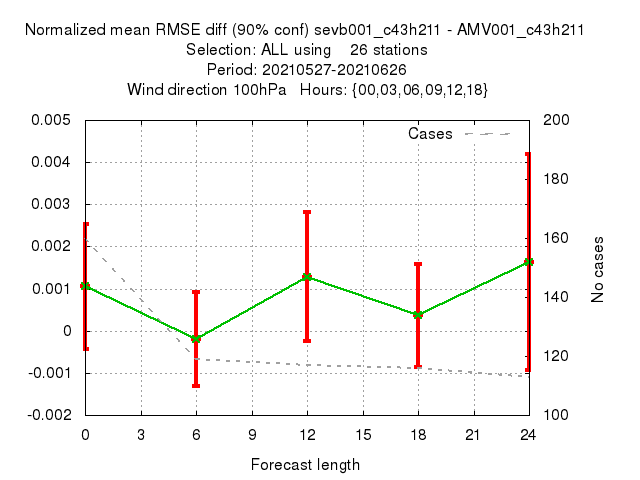 Normalized mean RMSE diff (90% conf) sevb001_c43h211 - AMV001_c43h211
Selection: ALL using    26 stations
Period: 20210527-20210626
Wind direction 100hPa   Hours: {00,03,06,09,12,18}
Cases
0.005
0.004
0.003
0.002
0.001
0
-0.001
-0.002
200
180
160
140
120
100
No cases
0 3 6 9 12 15 18 21 24
Forecast length